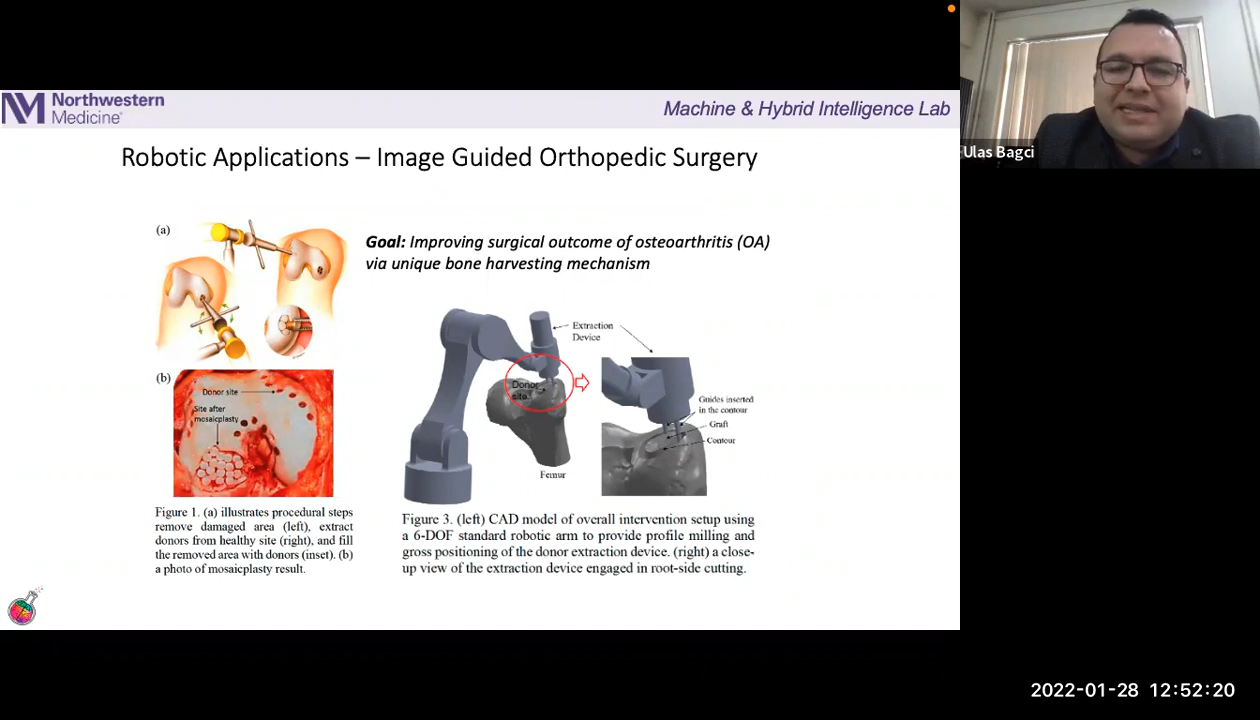 Northwestern
Medicine®
Machine & Hybrid Intelligence Lab
Ulas Bagci
Robotic Applications – Image Guided Orthopedic Surgery
(a)
Goal: Improving surgical outcome of osteoarthritis (OA)
via unique bone harvesting mechanism
(b)
Donor site
Site after
mosaicplasty
Figure 1. (a) illustrates procedural steps
remove damaged area (left), extract
donors from healthy site (right), and fill
the removed area with donors (inset). (b)
a photo of mosaicplasty result.
Extraction
Device
Donor
site
Guides inserted
in the contour
Graft
Contour
Femur
Figure 3. (left) CAD model of overall intervention setup using
a 6-DOF standard robotic arm to provide profile milling and
gross positioning of the donor extraction device. (right) a close-
up view of the extraction device engaged in root-side cutting.
2022-01-28 12:52:20